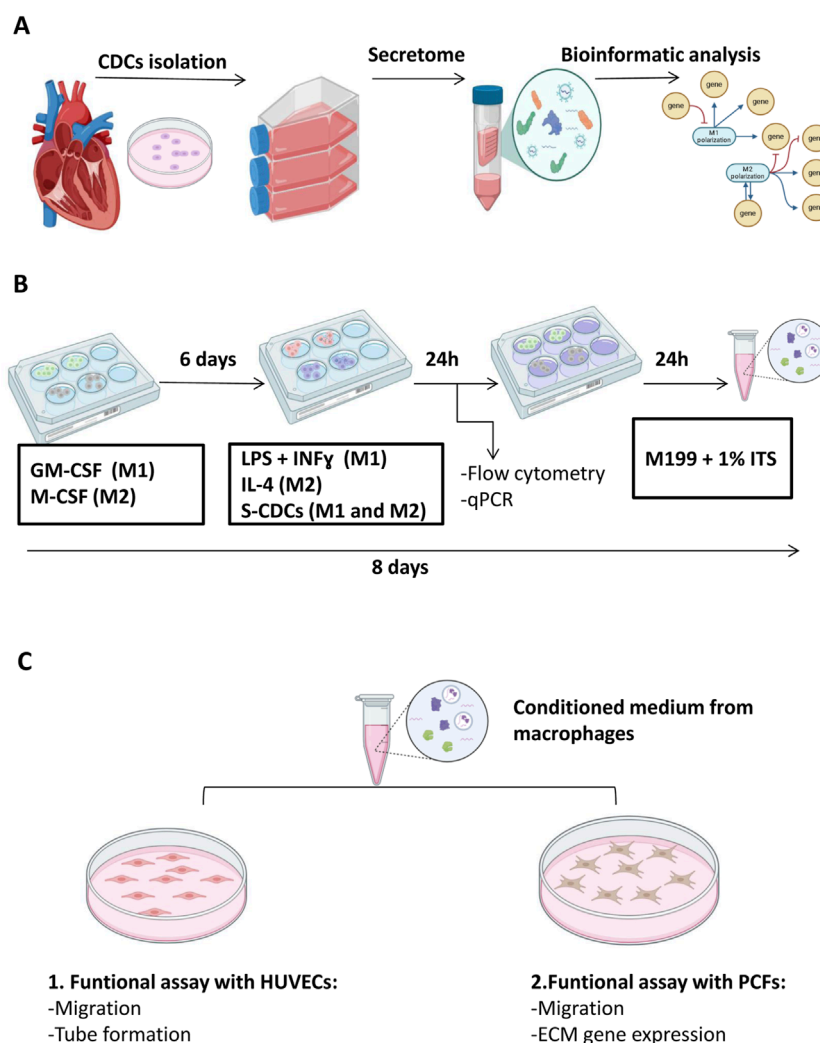 A
CDCs isolation
Secretome
Bioinformatic analysis
gene
gene
gene
M1
polarization
gene
gene
M2
polarization
gene
gene
gene
B
6 days
24h
24h
GM-CSF (M1)
M-CSF (M2)
LPS + INFɣ (M1)
IL-4 (M2)
S-CDCs (M1 and M2)
-Flow cytometry
-qPCR
M199 + 1% ITS
8 days
C
Conditioned medium from
macrophages
1. Funtional assay with HUVECs:
-Migration
-Tube formation
2.Funtional assay with PCFs:
-Migration
-ECM gene expression